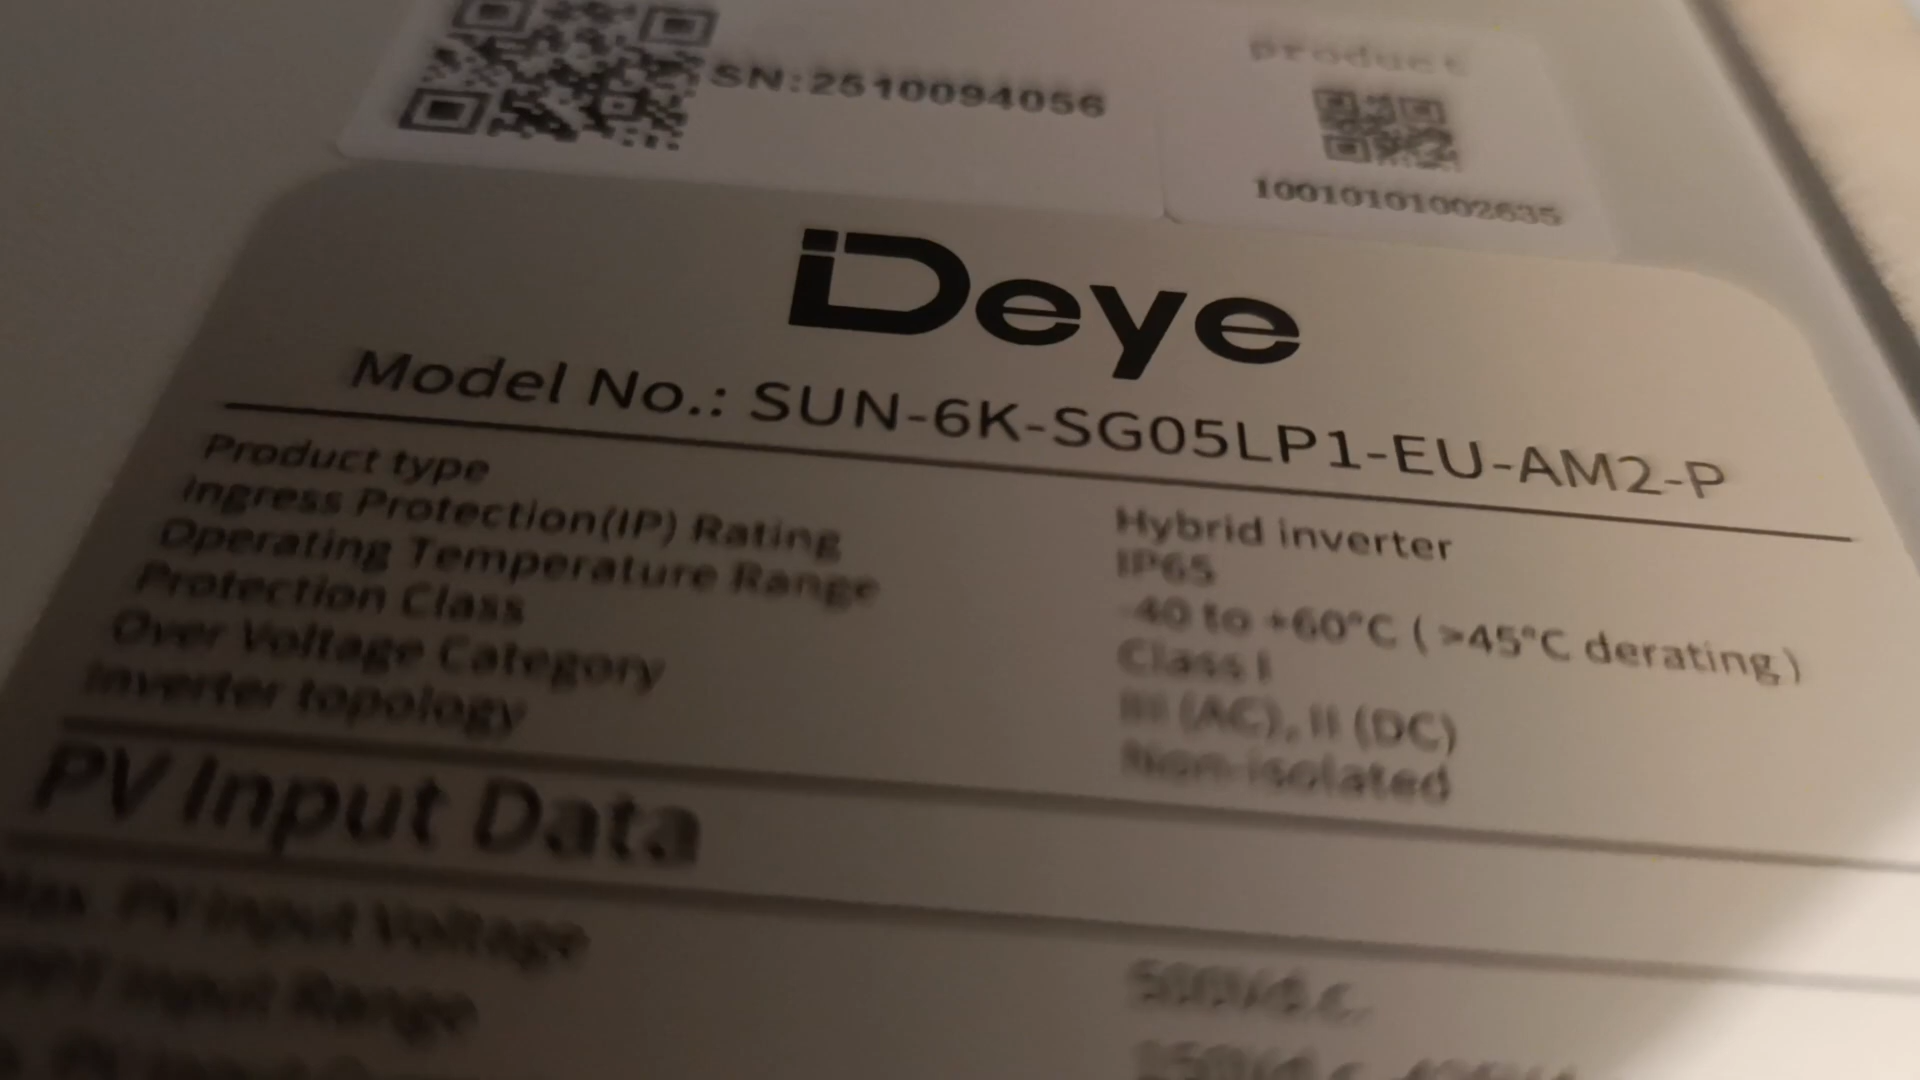 SN:2510094056
product
10010101002635
Deye
Model No.: SUN-6K-SG05LP1-EU-AM2-P
Product type Hybrid inverter
Ingress Protection(IP) Rating IP65
Operating Temperature Range -40 to +60°C ( >45°C derating)
Protection Class Class I
Over Voltage Category III (AC), II (DC)
Inverter topology Non-isolated
PV Input Data
Max. PV Input Voltage 500Vd.c.
Input Range
PV Input